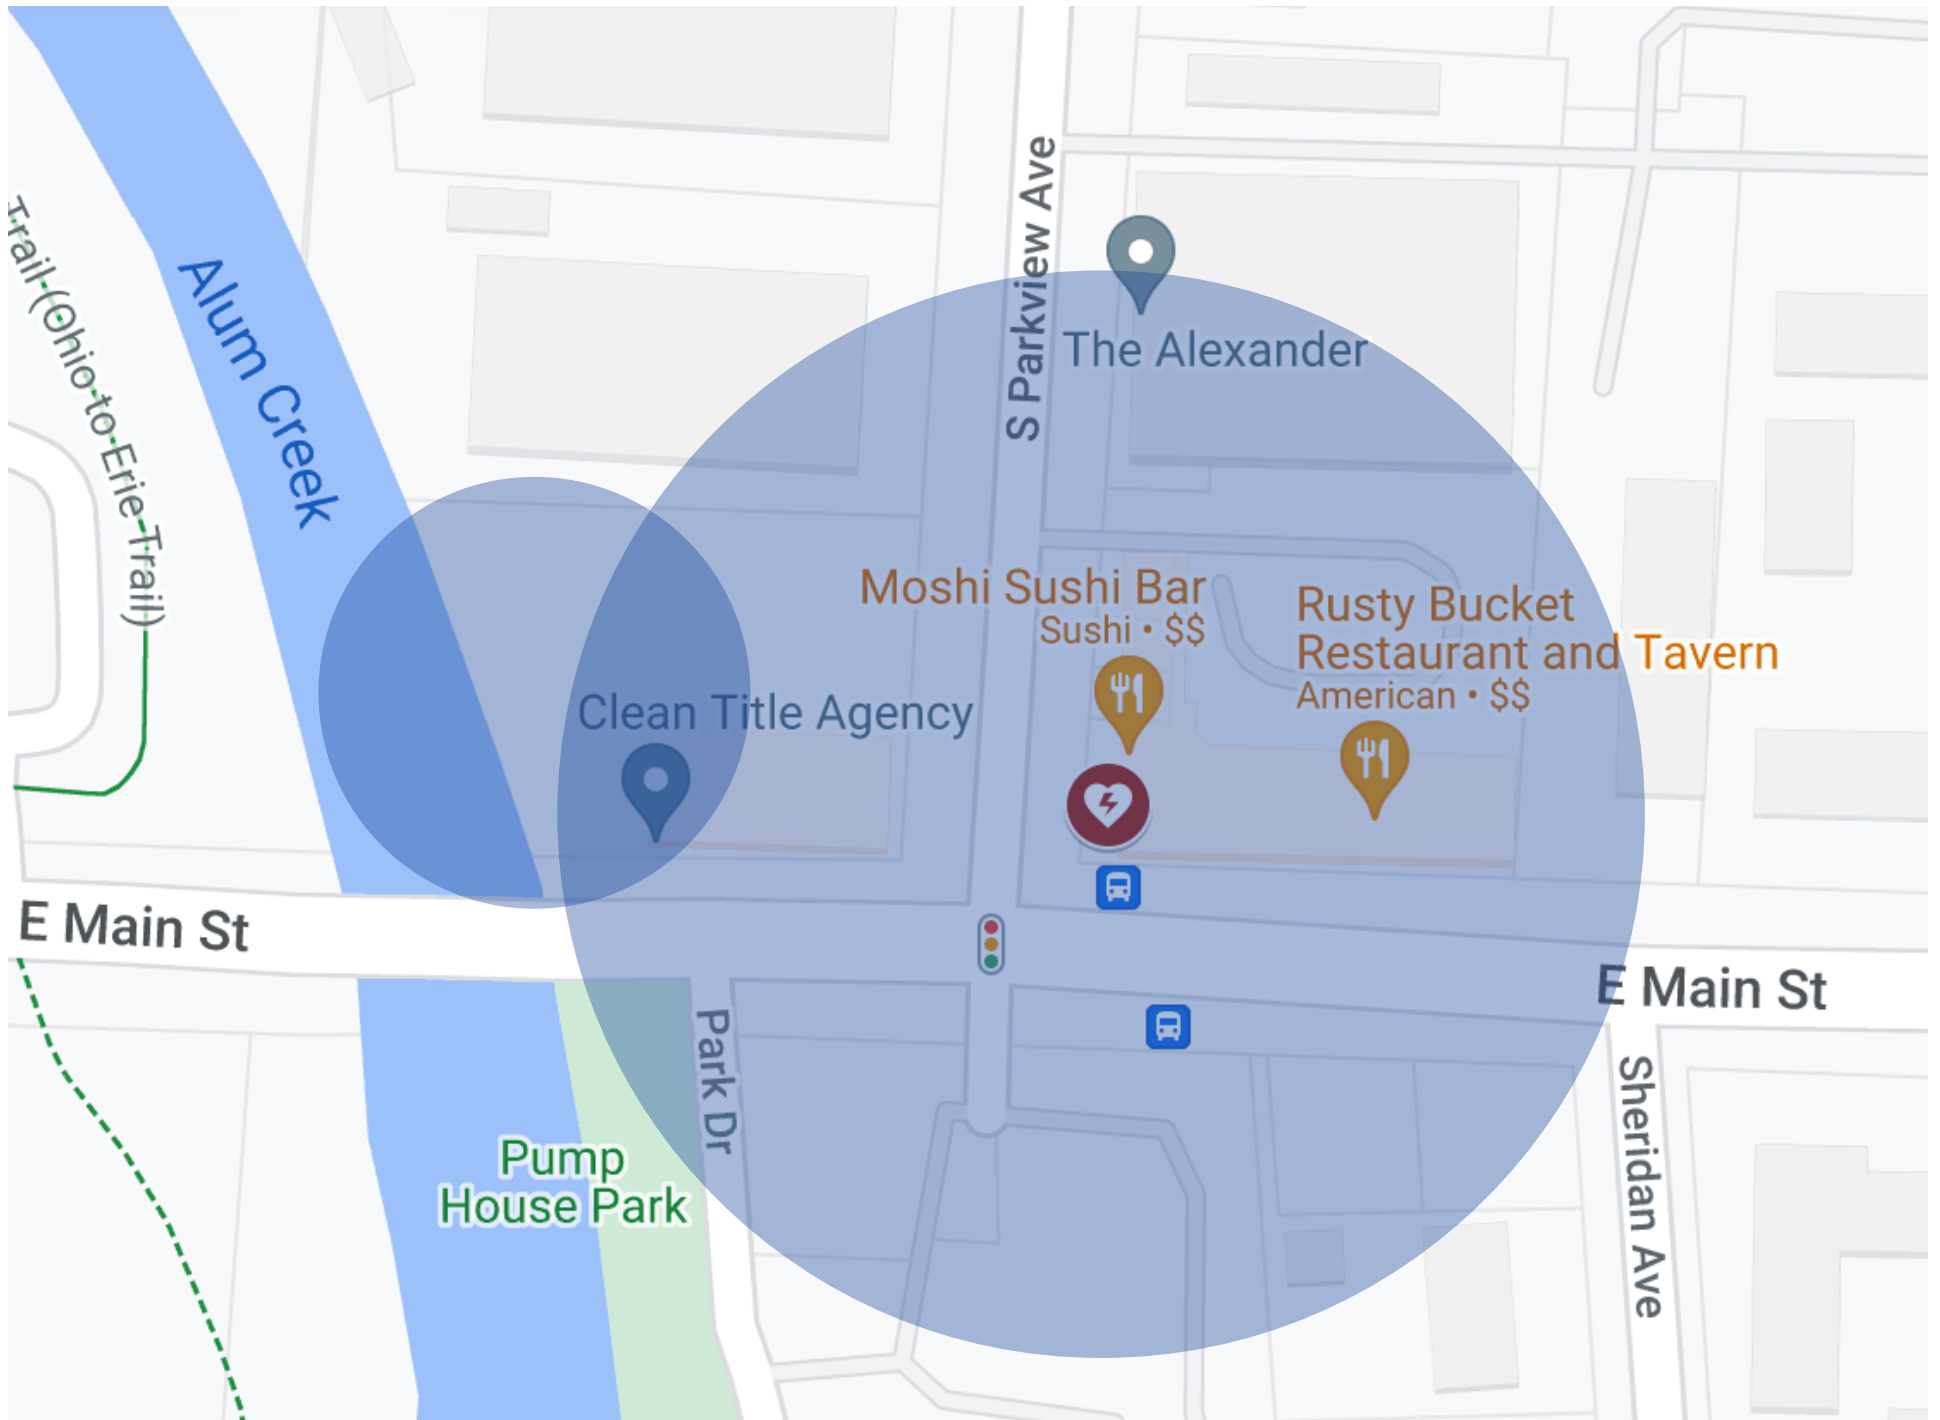 S Parkview Ave
Trail (Ohio to Erie Trail)
Alum Creek
The Alexander
Moshi Sushi Bar
Sushi • $$
Rusty Bucket
Restaurant and Tavern
American • $$
Clean Title Agency
E Main St
E Main St
Park Dr
Pump
House Park
Sheridan Ave